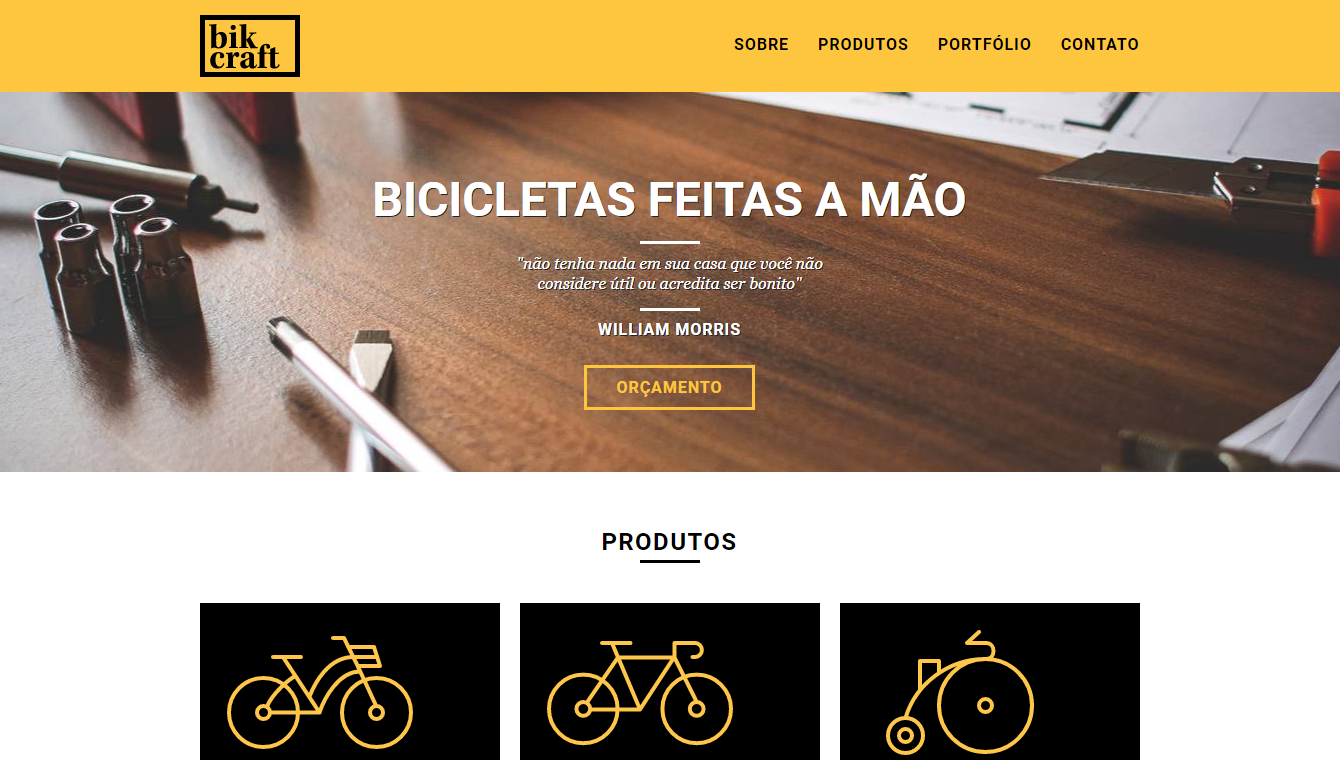 bik
craft
SOBRE PRODUTOS PORTFÓLIO CONTATO
BICICLETAS FEITAS A MÃO
"não tenha nada em sua casa que você não
considere útil ou acredita ser bonito"
WILLIAM MORRIS
ORÇAMENTO
PRODUTOS